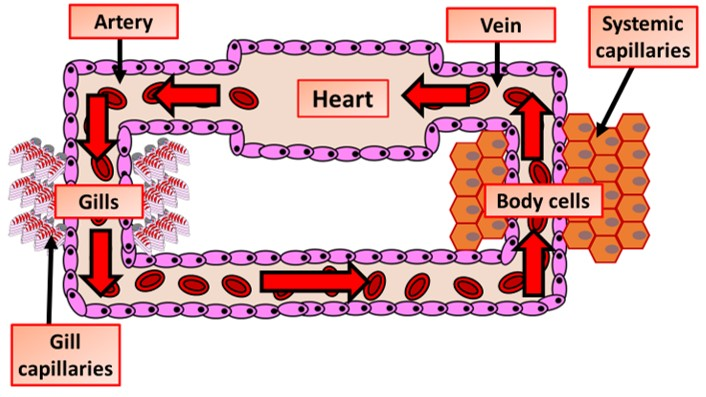 Artery
Vein
Systemic
capillaries
Heart
Gills
Body cells
Gill
capillaries